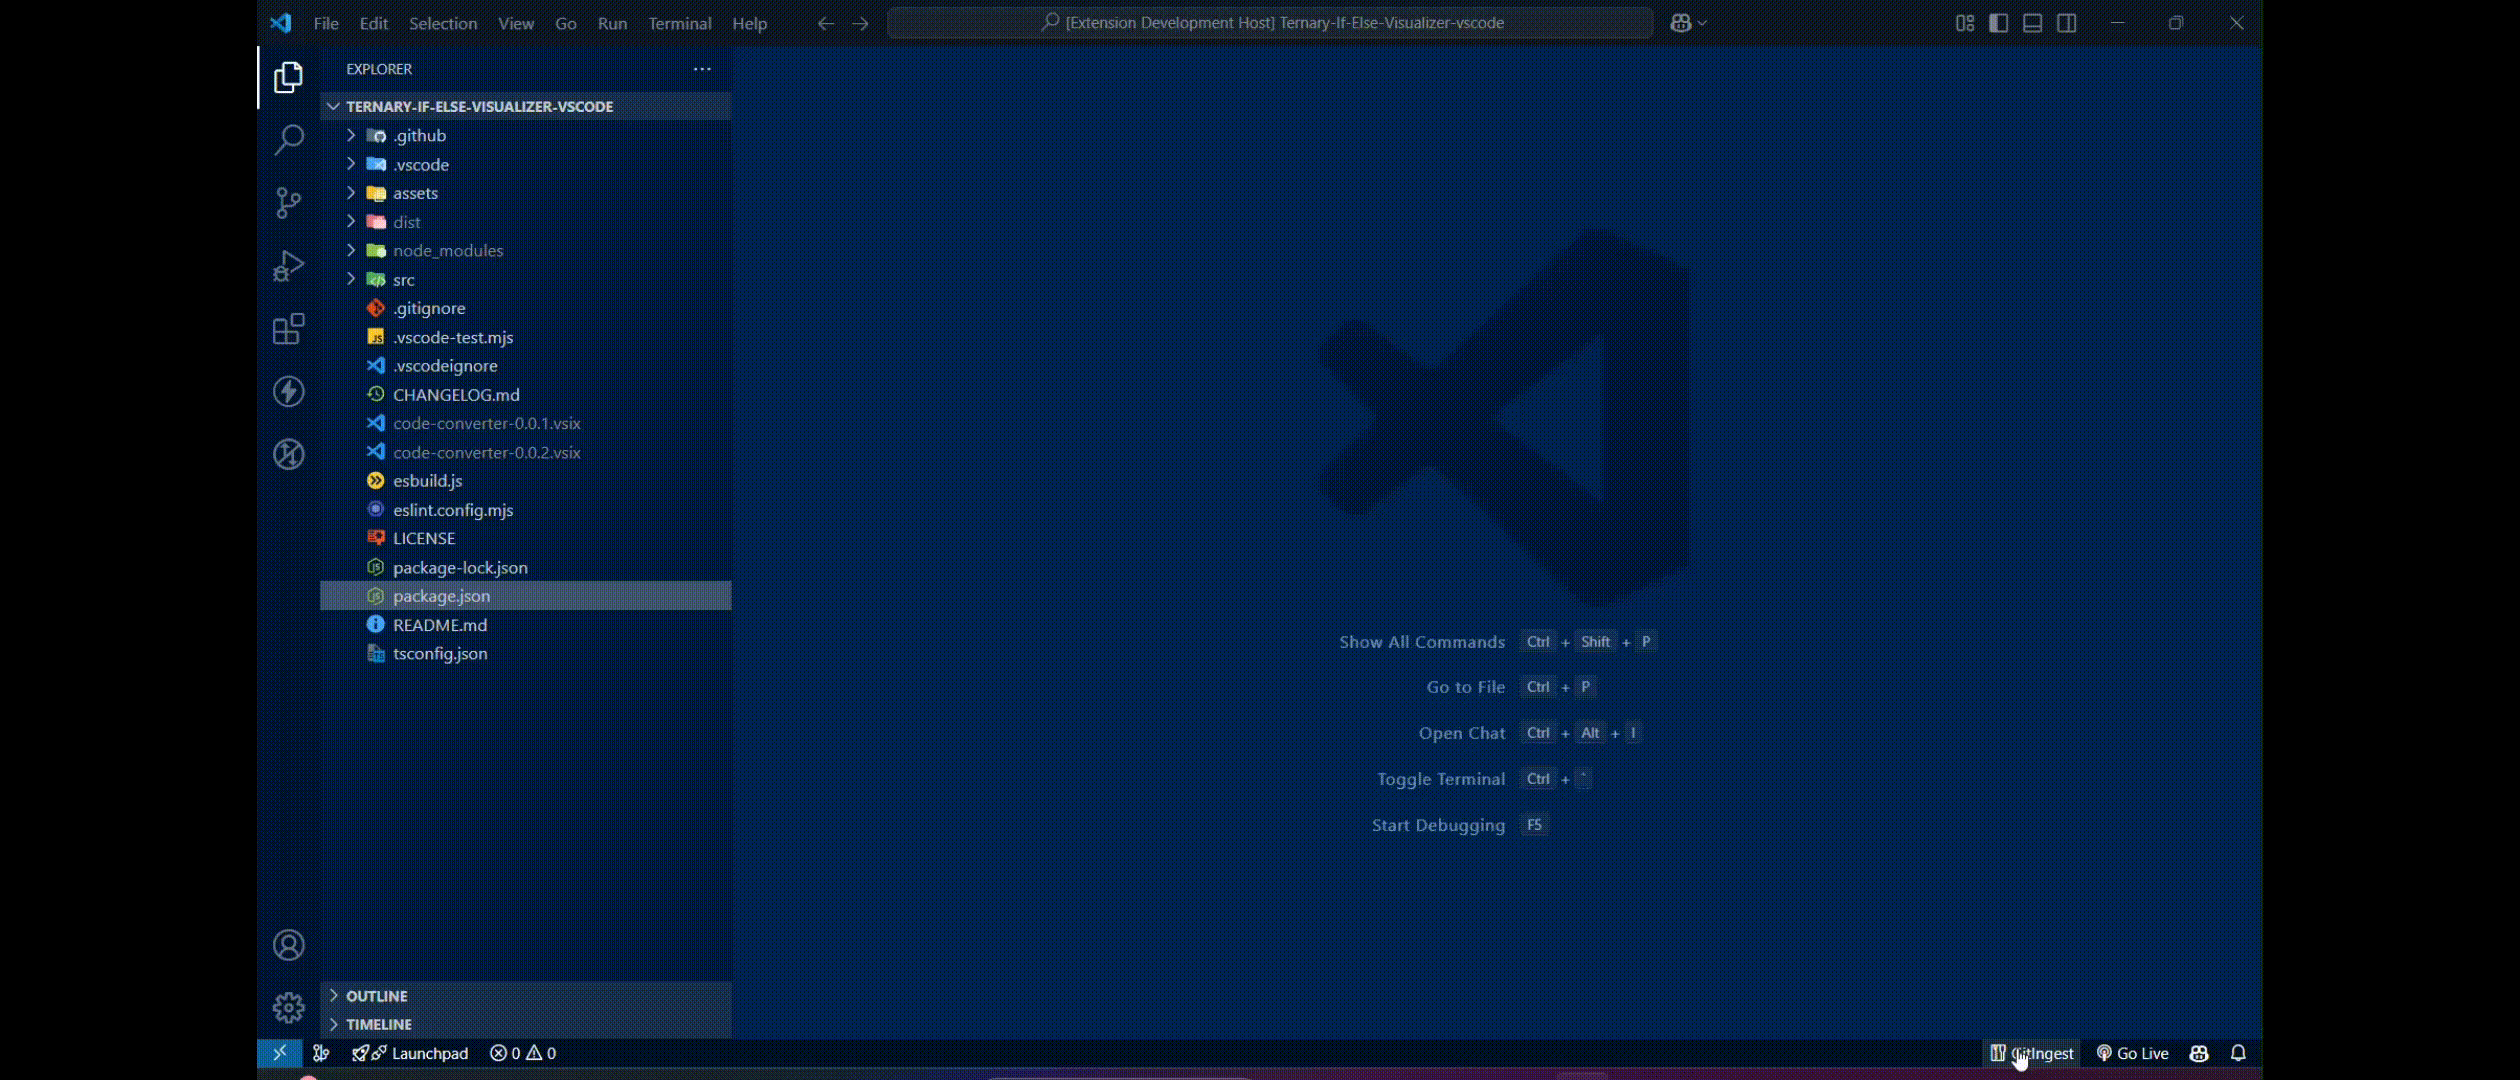 File Edit Selection View Go Run Terminal Help
[Extension Development Host] Ternary-If-Else-Visualizer-vscode
EXPLORER
TERNARY-IF-ELSE-VISUALIZER-VSCODE
.github
.vscode
assets
dist
node_modules
src
.gitignore
.vscode-test.mjs
.vscodeignore
CHANGELOG.md
code-converter-0.0.1.vsix
code-converter-0.0.2.vsix
esbuild.js
eslint.config.mjs
LICENSE
package-lock.json
package.json
README.md
tsconfig.json
Show All Commands Ctrl + Shift + P
Go to File Ctrl + P
Open Chat Ctrl + Alt + I
Toggle Terminal Ctrl + `
Start Debugging F5
OUTLINE
TIMELINE
Launchpad 0 0
GitIngest Go Live